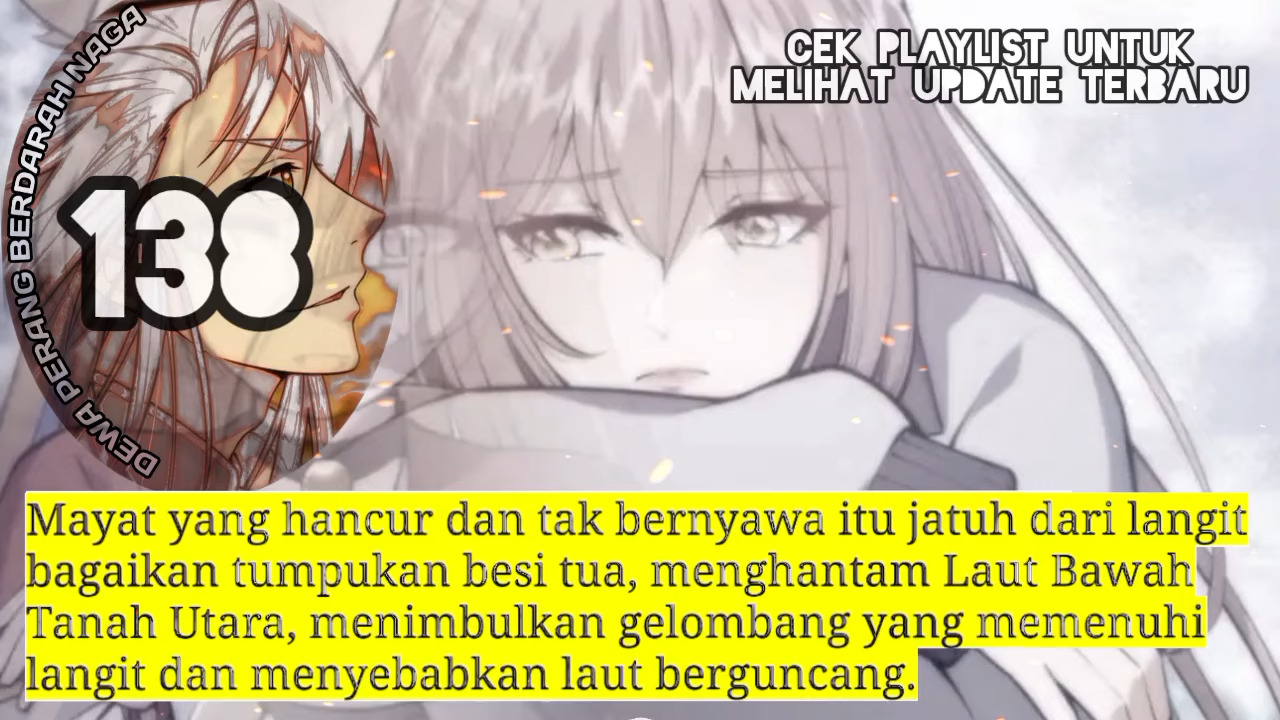 DEWA PERANG BERDARAH NAGA
138
CEK PLAYLIST UNTUK
MELIHAT UPDATE TERBARU
Mayat yang hancur dan tak bernyawa itu jatuh dari langit
bagaikan tumpukan besi tua, menghantam Laut Bawah
Tanah Utara, menimbulkan gelombang yang memenuhi
langit dan menyebabkan laut berguncang.